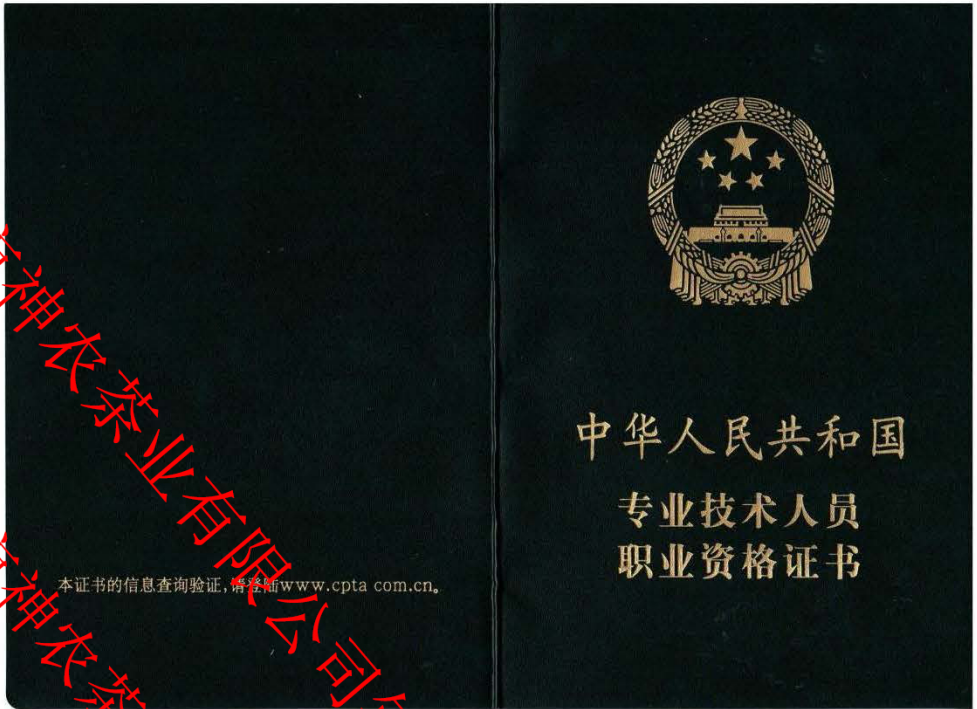 本证书的信息查询验证,请登陆www.cpta com.cn。
中华人民共和国
专业技术人员
职业资格证书
神农茶业有限公司
神农茶